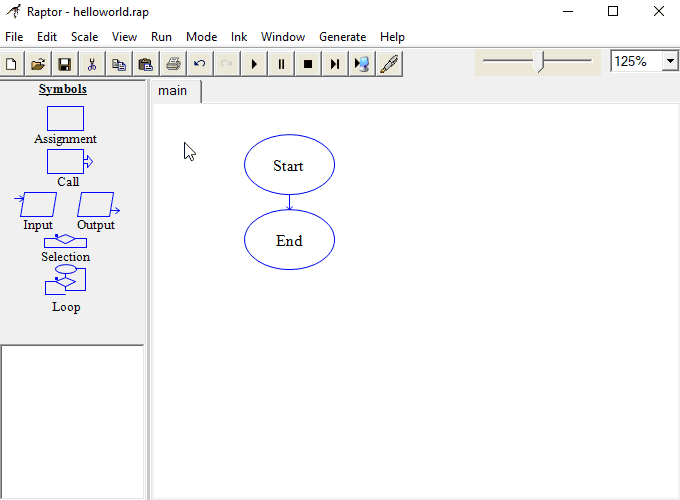 Raptor - helloworld.rap
File Edit Scale View Run Mode Ink Window Generate Help
125%
Symbols
main
Assignment
Call
Input Output
Selection
Loop
Start
End